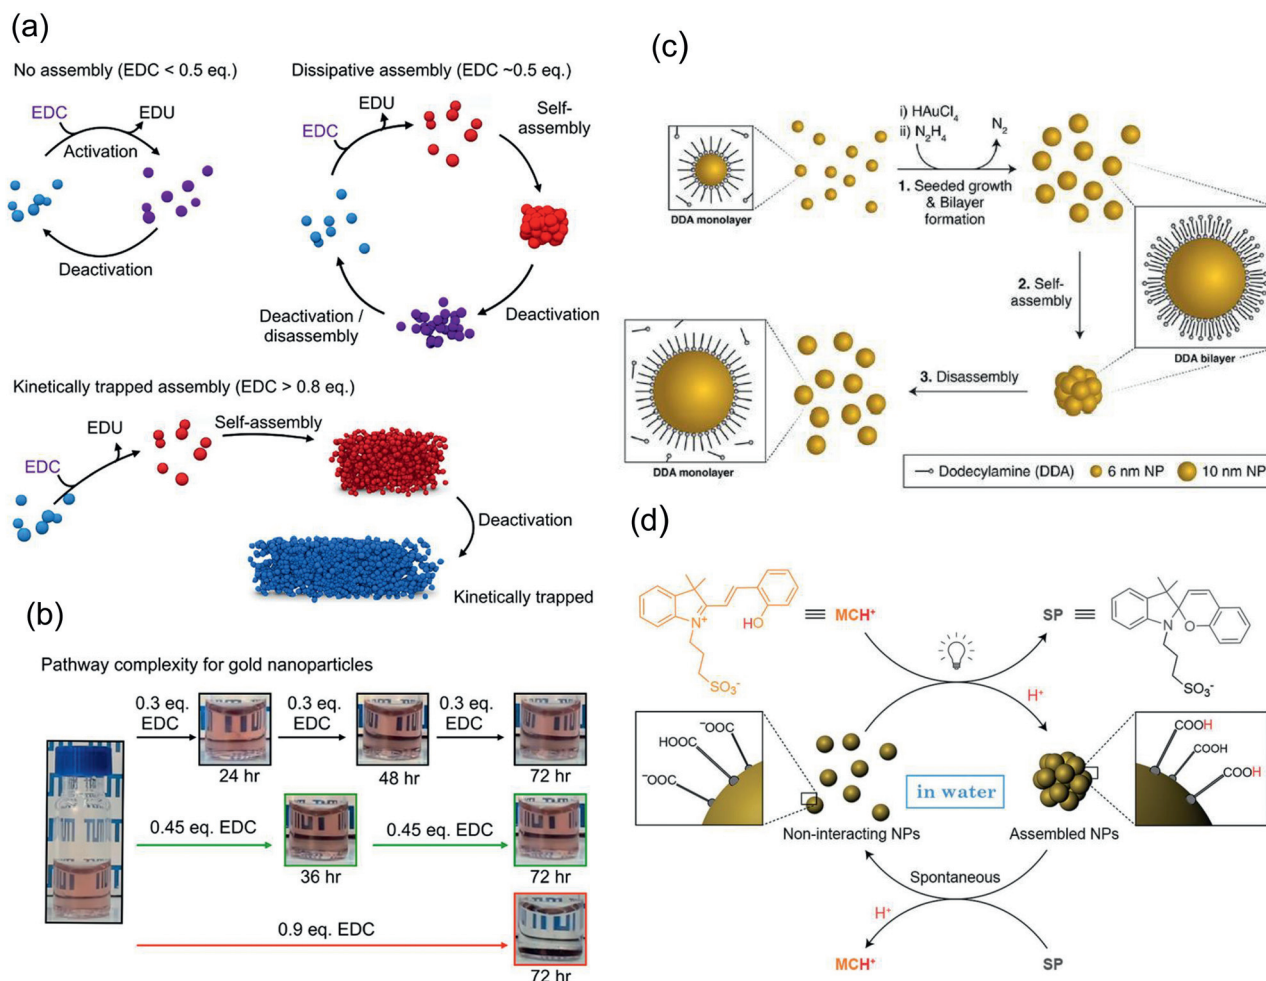 (a)
No assembly (EDC < 0.5 eq.)
EDC
EDU
Activation
Deactivation
Dissipative assembly (EDC ~0.5 eq.)
EDU
EDC
Self-
assembly
Deactivation
Deactivation /
disassembly
Kinetically trapped assembly (EDC > 0.8 eq.)
EDU
EDC
Self-assembly
Deactivation
Kinetically trapped
(b)
Pathway complexity for gold nanoparticles
0.3 eq.
EDC
0.3 eq.
EDC
0.3 eq.
EDC
24 hr
48 hr
72 hr
0.45 eq. EDC
0.45 eq. EDC
36 hr
72 hr
0.9 eq. EDC
72 hr
(c)
DDA monolayer
i) HAuCl4
ii) N2H4
N2
1. Seeded growth
& Bilayer
formation
2. Self-
assembly
DDA bilayer
3. Disassembly
DDA monolayer
Dodecylamine (DDA)
6 nm NP
10 nm NP
(d)
HO
N+
SO3-
≡ MCH+
SP ≡
N
O
SO3-
H+
-OOC
HOOC
-OOC
in water
COOH
COOH
COOH
Non-interacting NPs
Assembled NPs
Spontaneous
H+
MCH+
SP